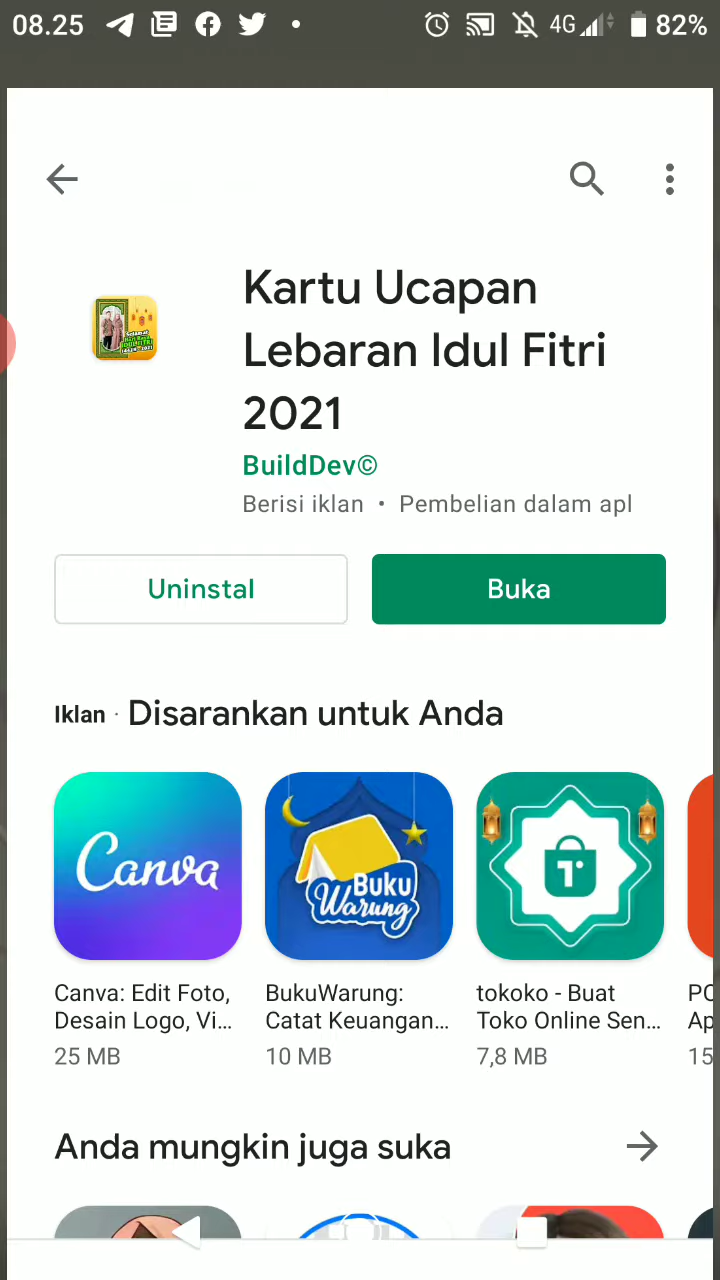 08.25
4G
82%
Kartu Ucapan
Lebaran Idul Fitri
2021
BuildDev©
Berisi iklan • Pembelian dalam apl
Uninstal
Buka
Iklan · Disarankan untuk Anda
Canva
Buku
Warung
T
Canva: Edit Foto,
Desain Logo, Vi...
25 MB
BukuWarung:
Catat Keuangan...
10 MB
tokoko - Buat
Toko Online Sen...
7,8 MB
Ap
15
Anda mungkin juga suka